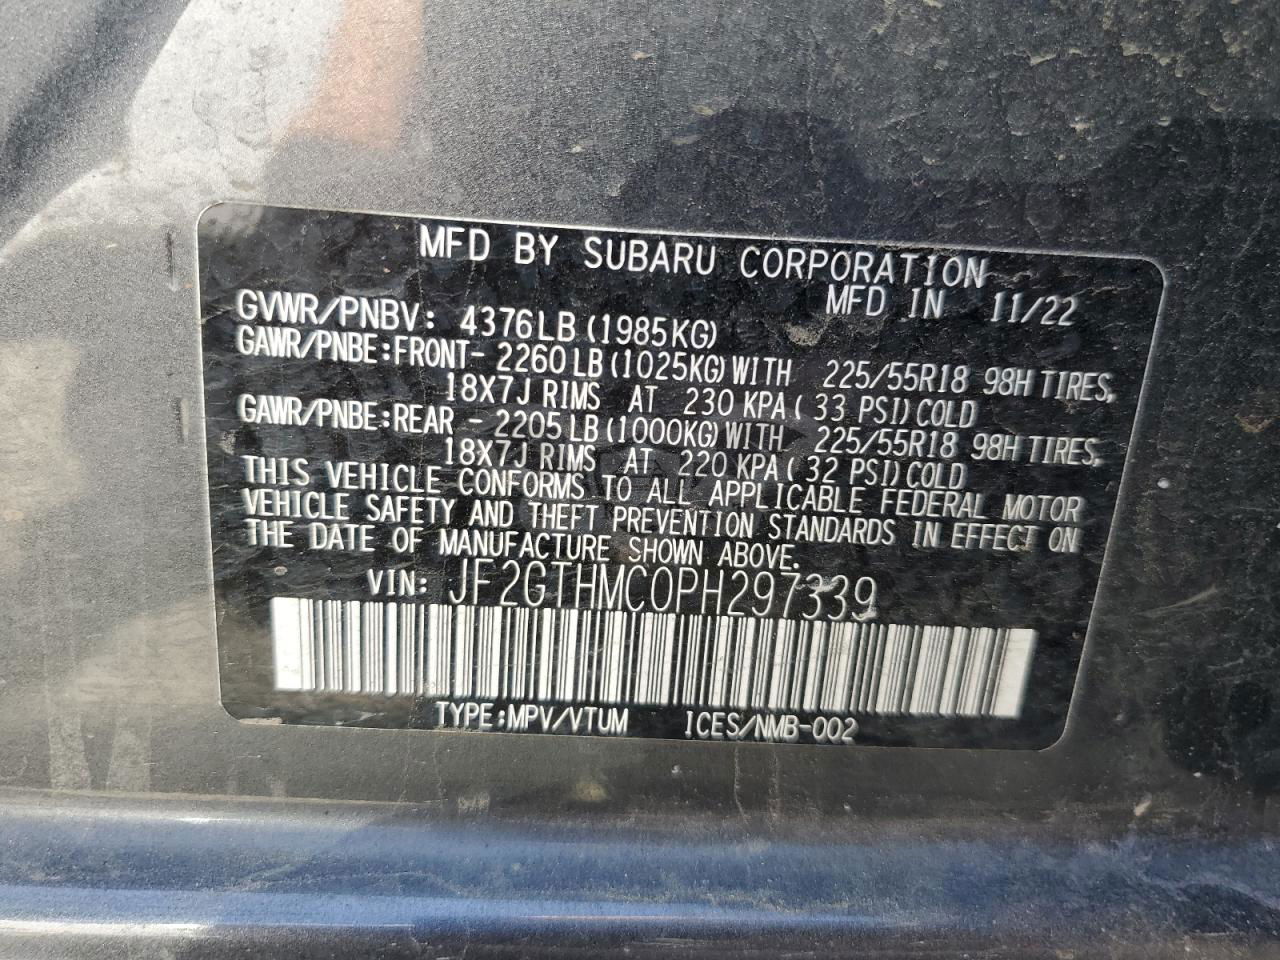 MFD BY SUBARU CORPORATION
MFD IN 11/22
GVWR/PNBV: 4376LB (1985KG)
GAWR/PNBE:FRONT- 2260 LB (1025KG) WITH 225/55R18 98H TIRES,
18X7J RIMS AT 230 KPA ( 33 PSI) COLD
GAWR/PNBE:REAR - 2205 LB (1000KG) WITH 225/55R18 98H TIRES,
18X7J RIMS AT 220 KPA ( 32 PSI) COLD
THIS VEHICLE CONFORMS TO ALL APPLICABLE FEDERAL MOTOR
VEHICLE SAFETY AND THEFT PREVENTION STANDARDS IN EFFECT ON
THE DATE OF MANUFACTURE SHOWN ABOVE.
VIN: JF2GTHMC0PH297339
TYPE:MPV/VTUM ICES/NMB-002